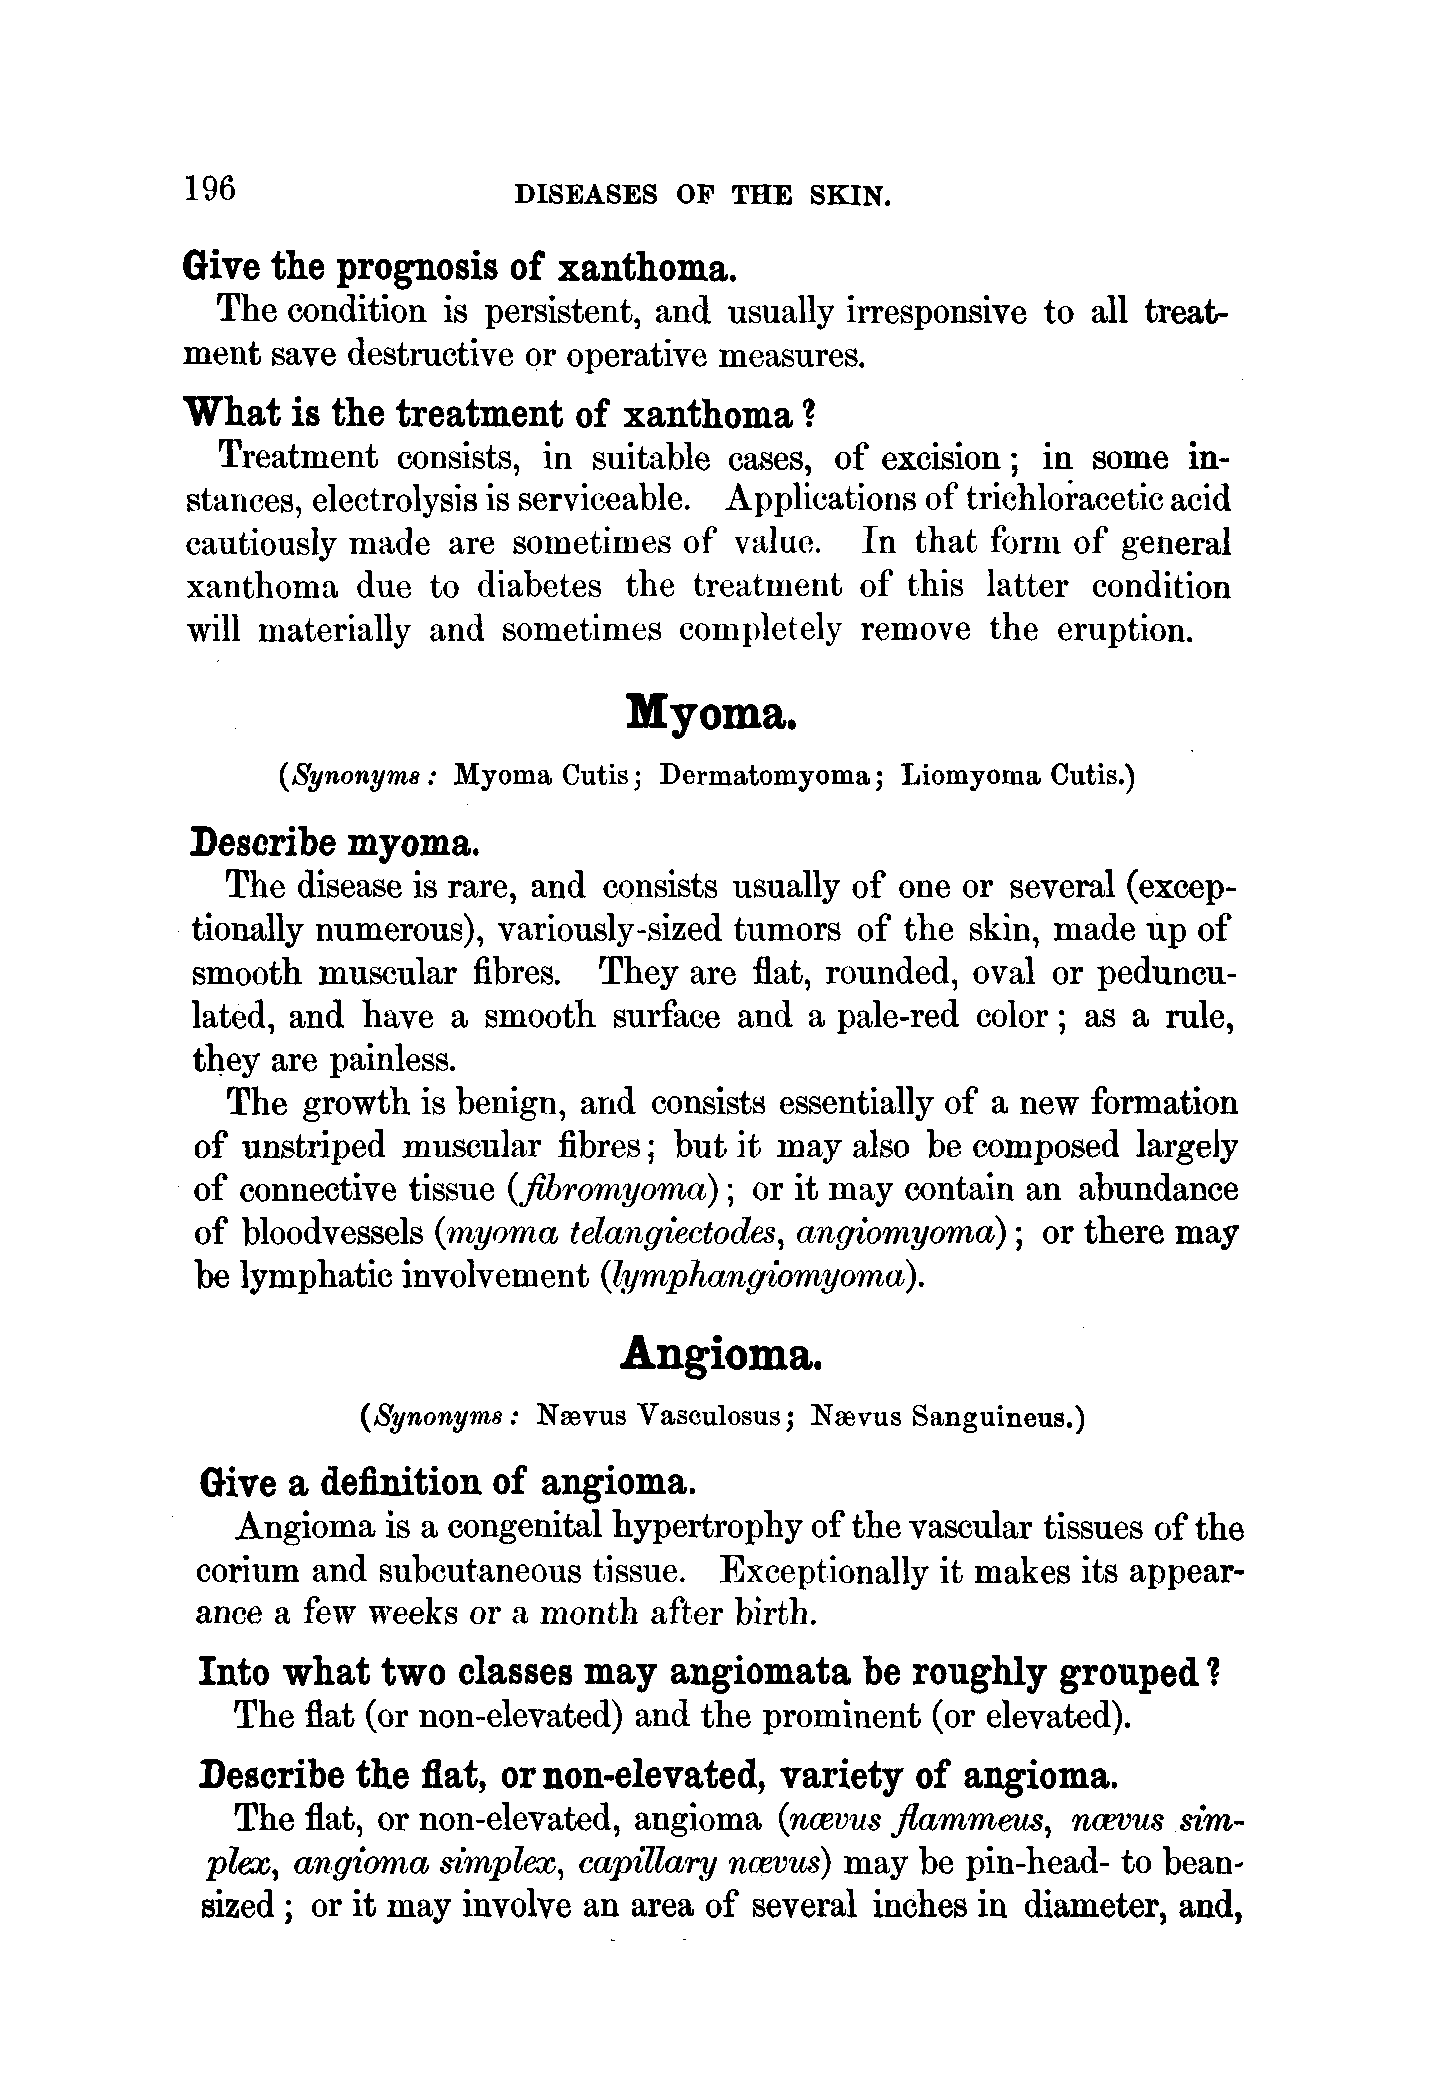 196 DISEASES OF THE SKIN.
Give the prognosis of xanthoma.
The condition is persistent, and usually irresponsive to all treat-
ment save destructive or operative measures.
What is the treatment of xanthoma?
Treatment consists, in suitable cases, of excision; in some in-
stances, electrolysis is serviceable. Applications of trichloracetic acid
cautiously made are sometimes of value. In that form of general
xanthoma due to diabetes the treatment of this latter condition
will materially and sometimes completely remove the eruption.
Myoma.
(Synonyms: Myoma Cutis; Dermatomyoma; Liomyoma Cutis.)
Describe myoma.
The disease is rare, and consists usually of one or several (excep-
tionally numerous), variously-sized tumors of the skin, made up of
smooth muscular fibres. They are flat, rounded, oval or peduncu-
lated, and have a smooth surface and a pale-red color; as a rule,
they are painless.
The growth is benign, and consists essentially of a new formation
of unstriped muscular fibres; but it may also be composed largely
of connective tissue (fibromyoma); or it may contain an abundance
of bloodvessels (myoma telangiectodes, angiomyoma); or there may
be lymphatic involvement (lymphangiomyoma).
Angioma.
(Synonyms: Nævus Vasculosus; Nævus Sanguineus.)
Give a definition of angioma.
Angioma is a congenital hypertrophy of the vascular tissues of the
corium and subcutaneous tissue. Exceptionally it makes its appear-
ance a few weeks or a month after birth.
Into what two classes may angiomata be roughly grouped?
The flat (or non-elevated) and the prominent (or elevated).
Describe the flat, or non-elevated, variety of angioma.
The flat, or non-elevated, angioma (nævus flammeus, nævus sim-
plex, angioma simplex, capillary nævus) may be pin-head- to bean-
sized; or it may involve an area of several inches in diameter, and,